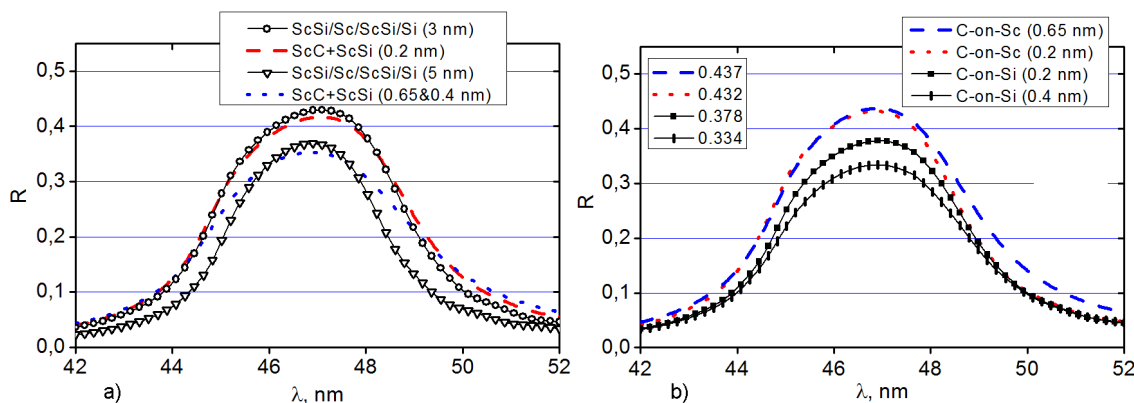 ScSi/Sc/ScSi/Si (3 nm)
ScC+ScSi (0.2 nm)
ScSi/Sc/ScSi/Si (5 nm)
ScC+ScSi (0.65&0.4 nm)
0,5
0,4
0,3
0,2
0,1
0,0
R
42 44 46 48 50 52
λ, nm
a)
C-on-Sc (0.65 nm)
C-on-Sc (0.2 nm)
C-on-Si (0.2 nm)
C-on-Si (0.4 nm)
0.437
0.432
0.378
0.334
0,5
0,4
0,3
0,2
0,1
0,0
R
42 44 46 48 50 52
λ, nm
b)